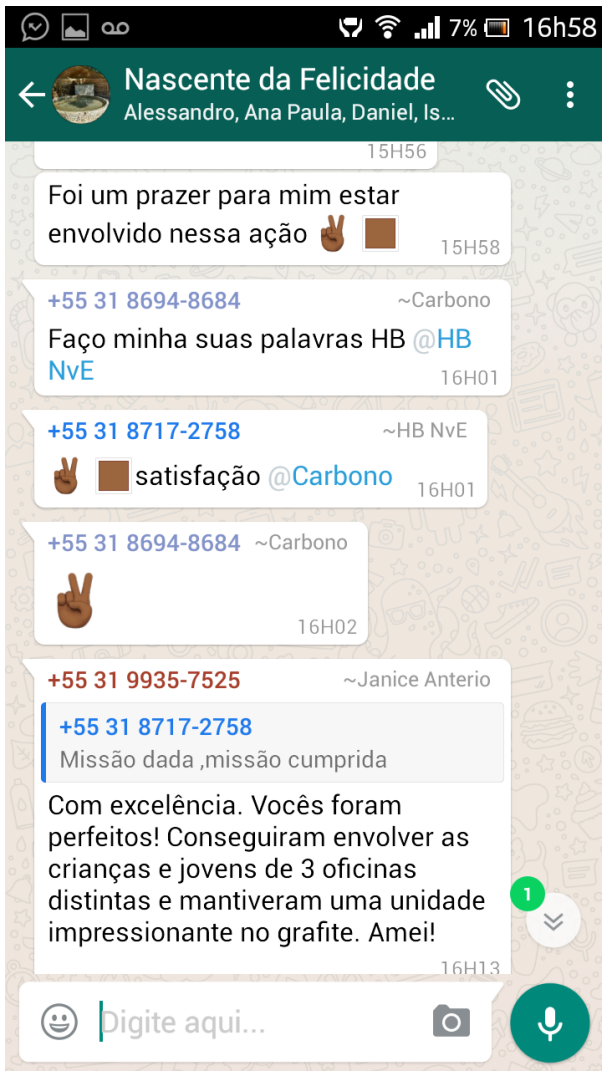 7% 16h58
Nascente da Felicidade
Alessandro, Ana Paula, Daniel, Is...
15H56
Foi um prazer para mim estar
envolvido nessa ação ✌🏾 🏾
15H58
+55 31 8694-8684 ~Carbono
Faço minha suas palavras HB @HB
NvE
16H01
+55 31 8717-2758 ~HB NvE
✌🏾 🏾satisfação @Carbono
16H01
+55 31 8694-8684 ~Carbono
✌🏾
16H02
+55 31 9935-7525 ~Janice Anterio
+55 31 8717-2758
Missão dada ,missão cumprida
Com excelência. Vocês foram
perfeitos! Conseguiram envolver as
crianças e jovens de 3 oficinas
distintas e mantiveram uma unidade
impressionante no grafite. Amei!
1
16H13
Digite aqui...